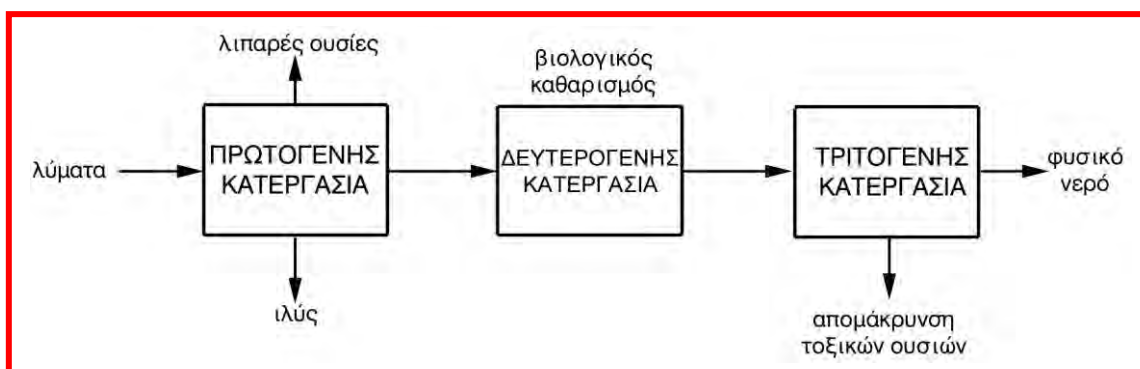 λιπαρές ουσίες
βιολογικός
καθαρισμός
λύματα
ΠΡΩΤΟΓΕΝΗΣ
ΚΑΤΕΡΓΑΣΙΑ
ΔΕΥΤΕΡΟΓΕΝΗΣ
ΚΑΤΕΡΓΑΣΙΑ
ΤΡΙΤΟΓΕΝΗΣ
ΚΑΤΕΡΓΑΣΙΑ
φυσικό
νερό
ιλύς
απομάκρυνση
τοξικών ουσιών